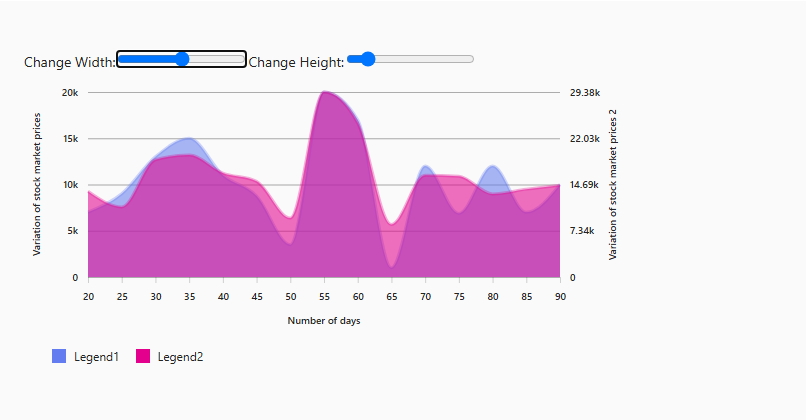 Change Width: Change Height:
20k 29.38k
15k 22.03k
10k 14.69k
5k 7.34k
0 0
Variation of stock market prices
Variation of stock market prices 2
20 25 30 35 40 45 50 55 60 65 70 75 80 85 90
Number of days
Legend1 Legend2